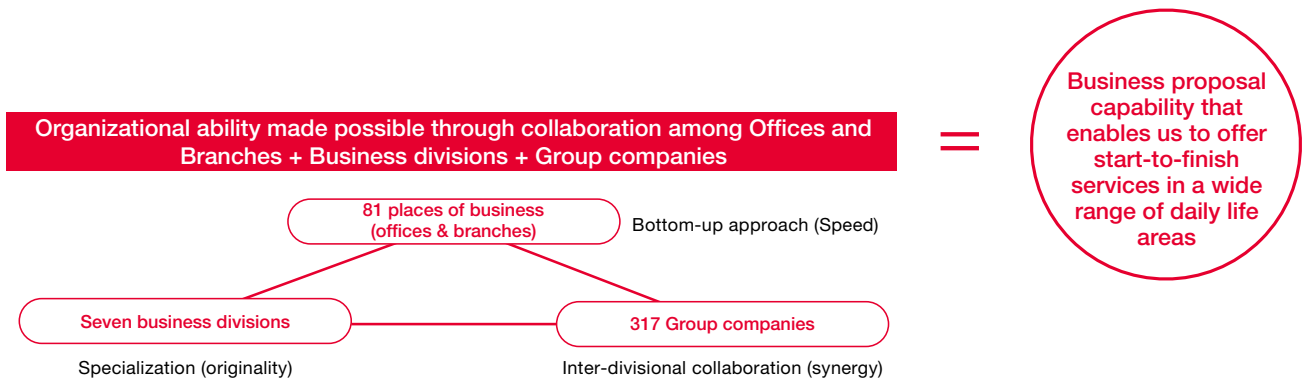 Organizational ability made possible through collaboration among Offices and
Branches + Business divisions + Group companies
=
Business proposal
capability that
enables us to offer
start-to-finish
services in a wide
range of daily life
areas
81 places of business
(offices & branches)
Bottom-up approach (Speed)
Seven business divisions
317 Group companies
Specialization (originality)
Inter-divisional collaboration (synergy)